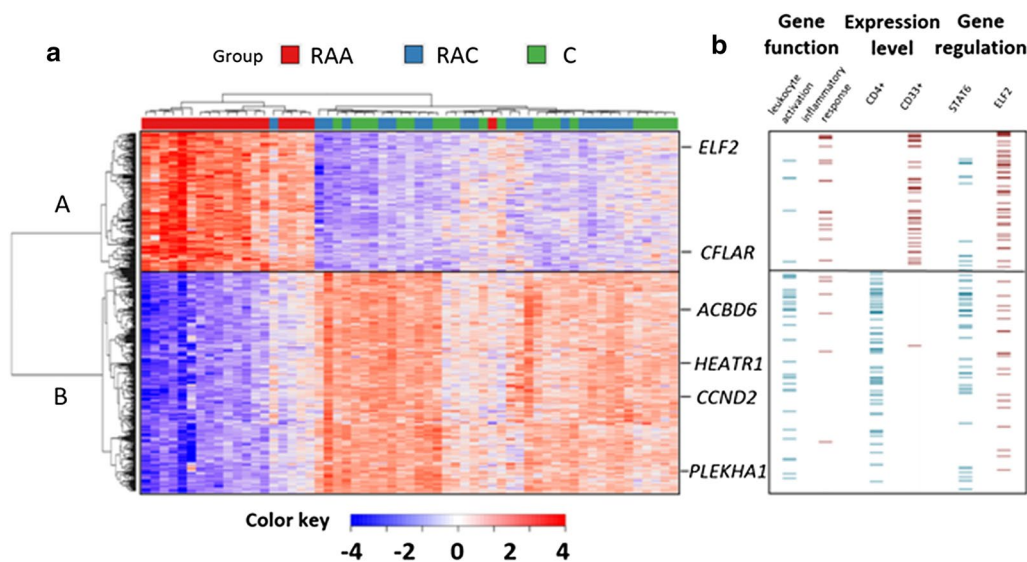 a
Group RAA RAC C
A
B
ELF2
CFLAR
ACBD6
HEATR1
CCND2
PLEKHA1
Color key
-4 -2 0 2 4
b
Gene
function
Expression
level
Gene
regulation
leukocyte
activation
inflammatory
response
CD4+
CD33+
STAT6
ELF2